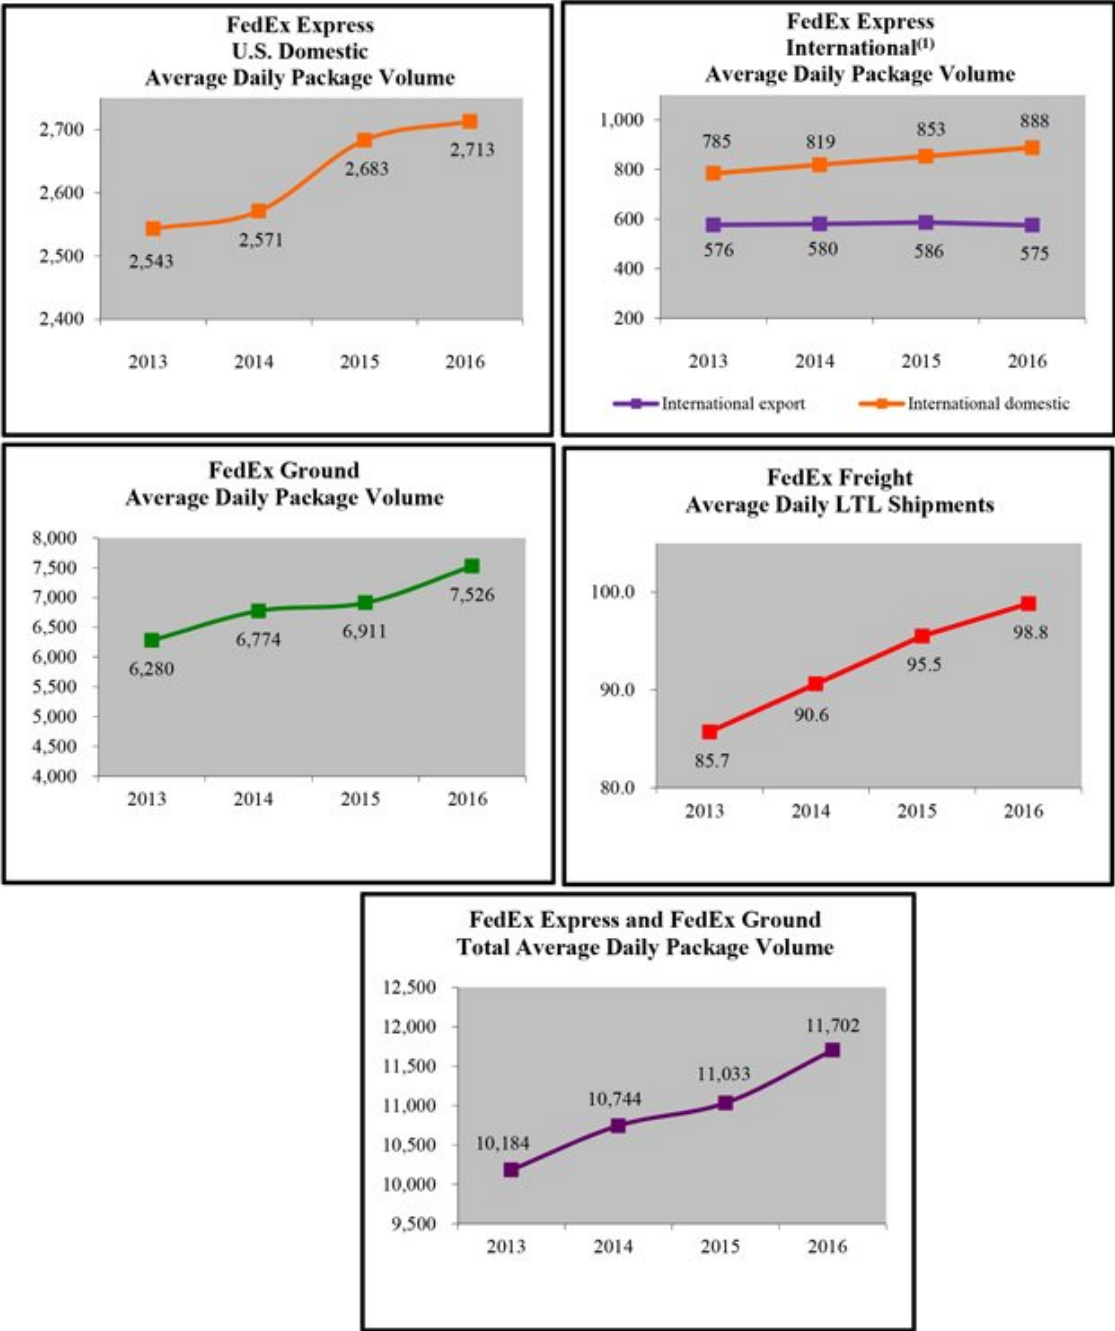 FedEx Express
U.S. Domestic
Average Daily Package Volume
2,700
2,600
2,500
2,400
2,543
2,571
2,683
2,713
2013 2014 2015 2016
FedEx Express
International(1)
Average Daily Package Volume
1,000
800
600
400
200
785 819 853 888
576 580 586 575
2013 2014 2015 2016
International export International domestic
FedEx Ground
Average Daily Package Volume
8,000
7,500
7,000
6,500
6,000
5,500
5,000
4,500
4,000
6,280
6,774
6,911
7,526
2013 2014 2015 2016
FedEx Freight
Average Daily LTL Shipments
100.0
90.0
80.0
85.7
90.6
95.5
98.8
2013 2014 2015 2016
FedEx Express and FedEx Ground
Total Average Daily Package Volume
12,500
12,000
11,500
11,000
10,500
10,000
9,500
10,184
10,744
11,033
11,702
2013 2014 2015 2016